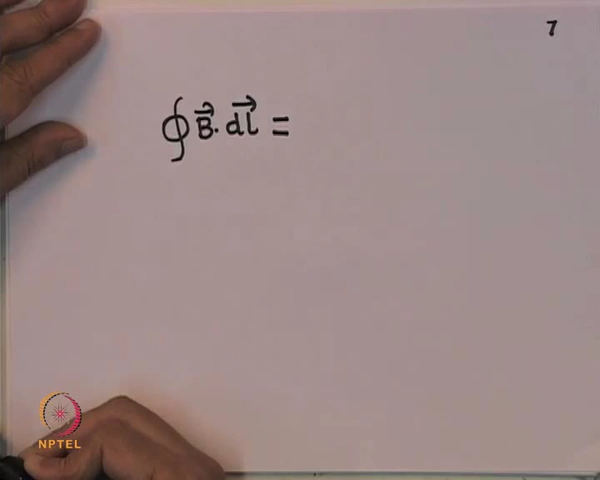 7
∮ B⃗ · dl⃗ =
NPTEL